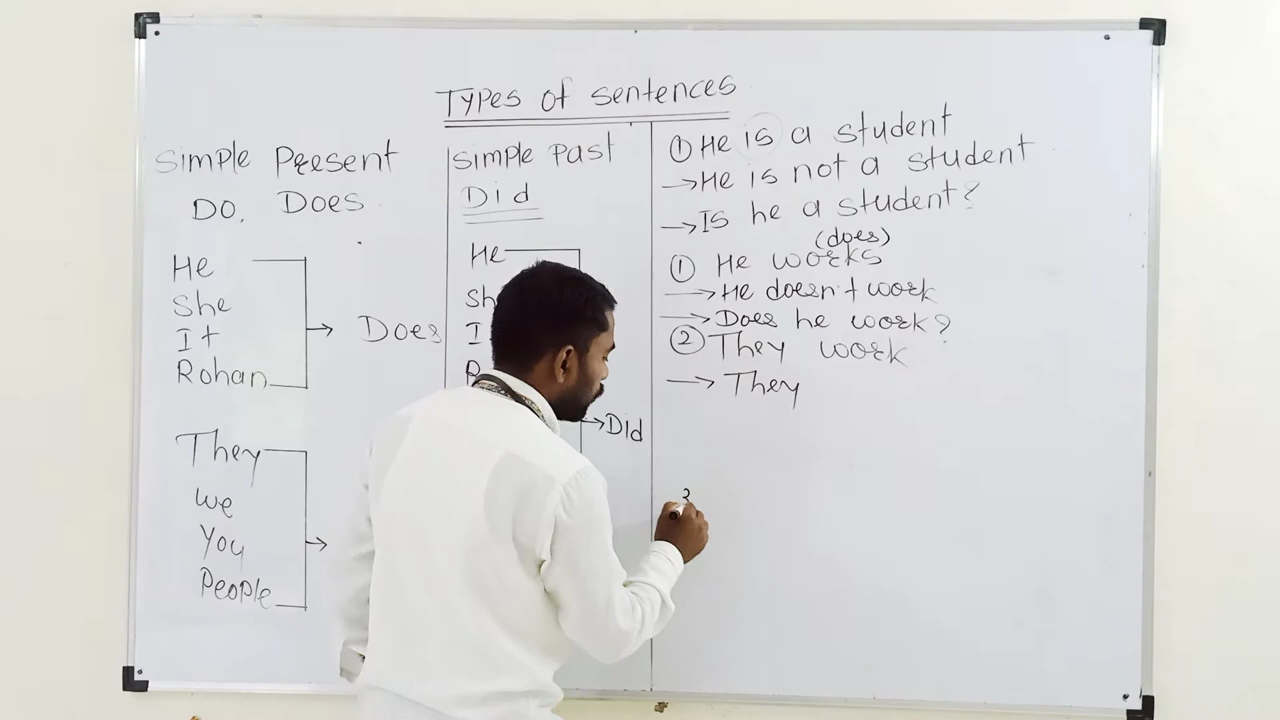 Types of sentences
Simple Present
DO, Does
He
She
It
Rohan
Does
They
We
You
People
Simple Past
Did
He
Did
① He is a student
→ He is not a student
→ Is he a student?
(does)
① He works
→ He doesn't work
→ Does he work?
② They work
→ They
3